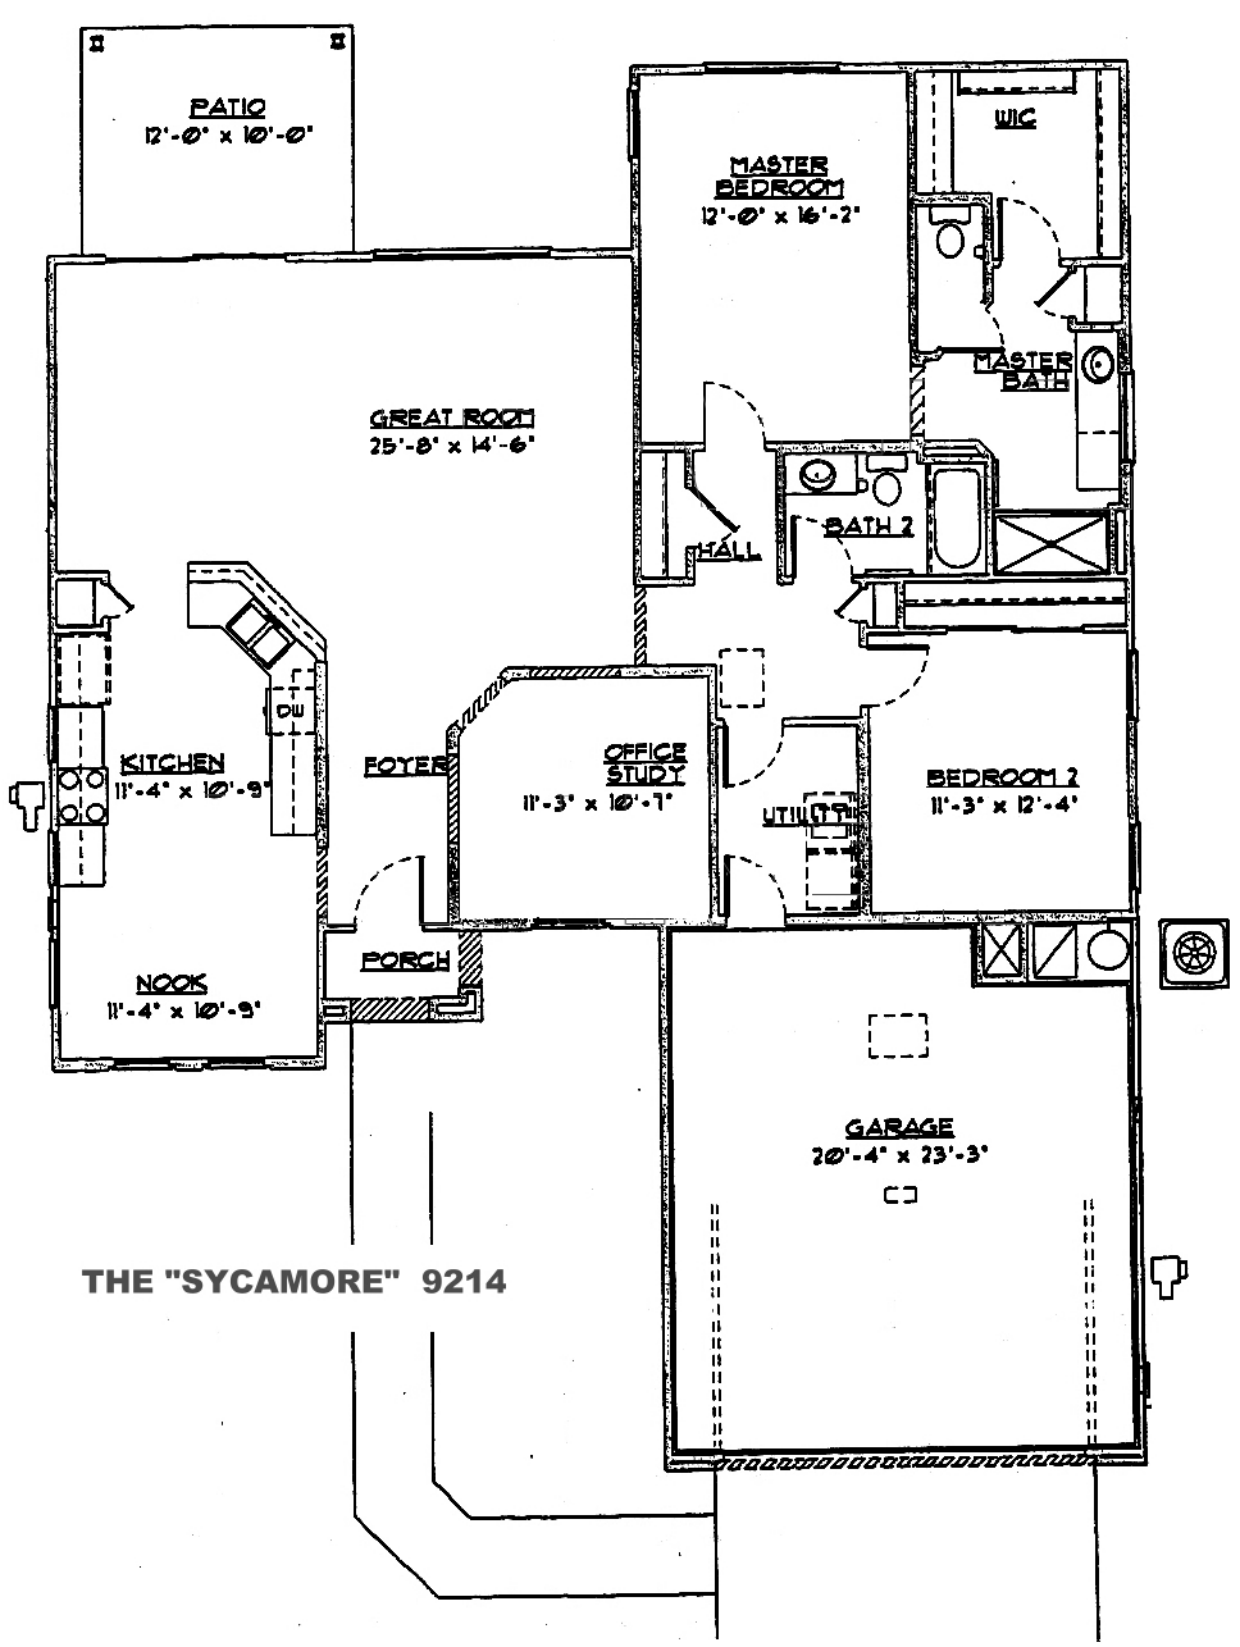 PATIO
12'-0" x 10'-0"
WIC
MASTER
BEDROOM
12'-0" x 16'-2"
MASTER
BATH
GREAT ROOM
25'-8" x 14'-6"
BATH 2
HALL
DW
KITCHEN
11'-4" x 10'-9"
FOYER
OFFICE
STUDY
11'-3" x 10'-7"
UTILITY
BEDROOM 2
11'-3" x 12'-4"
PORCH
NOOK
11'-4" x 10'-9"
GARAGE
20'-4" x 23'-3"
THE "SYCAMORE" 9214